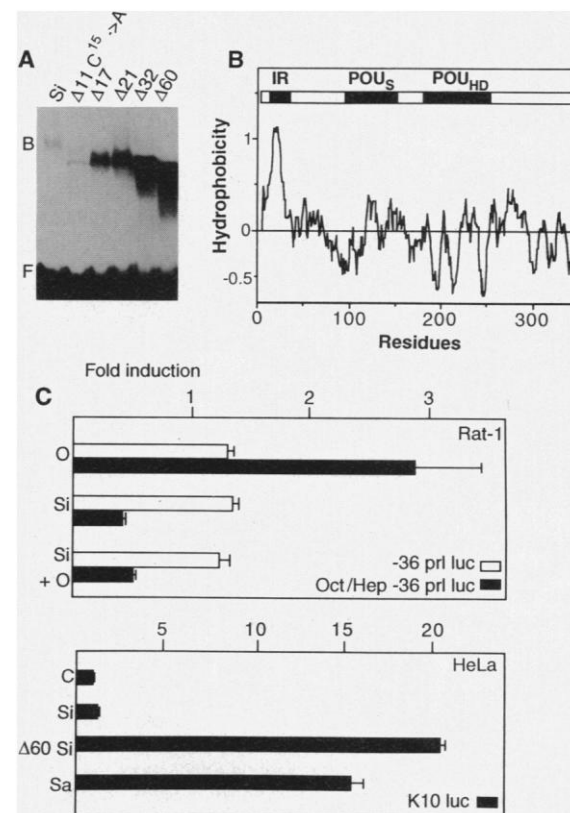 A
Si
Δ11 C¹⁵ ->A
Δ17
Δ21
Δ32
Δ60
B
F
B
IR POU_S POU_HD
Hydrophobicity
1
0
-0.5
0 100 200 300
Residues
Fold induction
C
1 2 3
Rat-1
O
Si
Si
+ O
-36 prl luc
Oct/Hep -36 prl luc
5 10 15 20
HeLa
C
Si
Δ60 Si
Sa
K10 luc